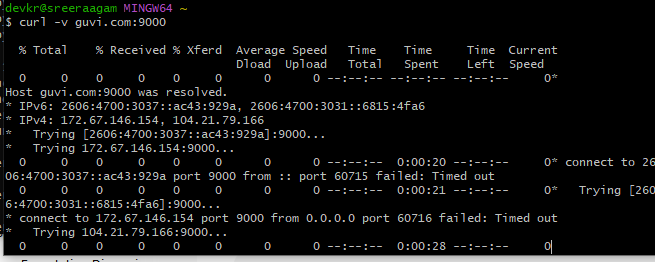 devkr@sreeraagam MINGW64 ~
$ curl -v guvi.com:9000
% Total % Received % Xferd Average Speed Time Time Time Current
Dload Upload Total Spent Left Speed
0 0 0 0 0 0 0 0 --:--:-- --:--:-- --:--:-- 0*
Host guvi.com:9000 was resolved.
* IPv6: 2606:4700:3037::ac43:929a, 2606:4700:3031::6815:4fa6
* IPv4: 172.67.146.154, 104.21.79.166
* Trying [2606:4700:3037::ac43:929a]:9000...
* Trying 172.67.146.154:9000...
0 0 0 0 0 0 0 0 --:--:-- 0:00:20 --:--:-- 0* connect to 26
06:4700:3037::ac43:929a port 9000 from :: port 60715 failed: Timed out
0 0 0 0 0 0 0 0 --:--:-- 0:00:21 --:--:-- 0* Trying [260
6:4700:3031::6815:4fa6]:9000...
* connect to 172.67.146.154 port 9000 from 0.0.0.0 port 60716 failed: Timed out
* Trying 104.21.79.166:9000...
0 0 0 0 0 0 0 0 --:--:-- 0:00:28 --:--:-- 0